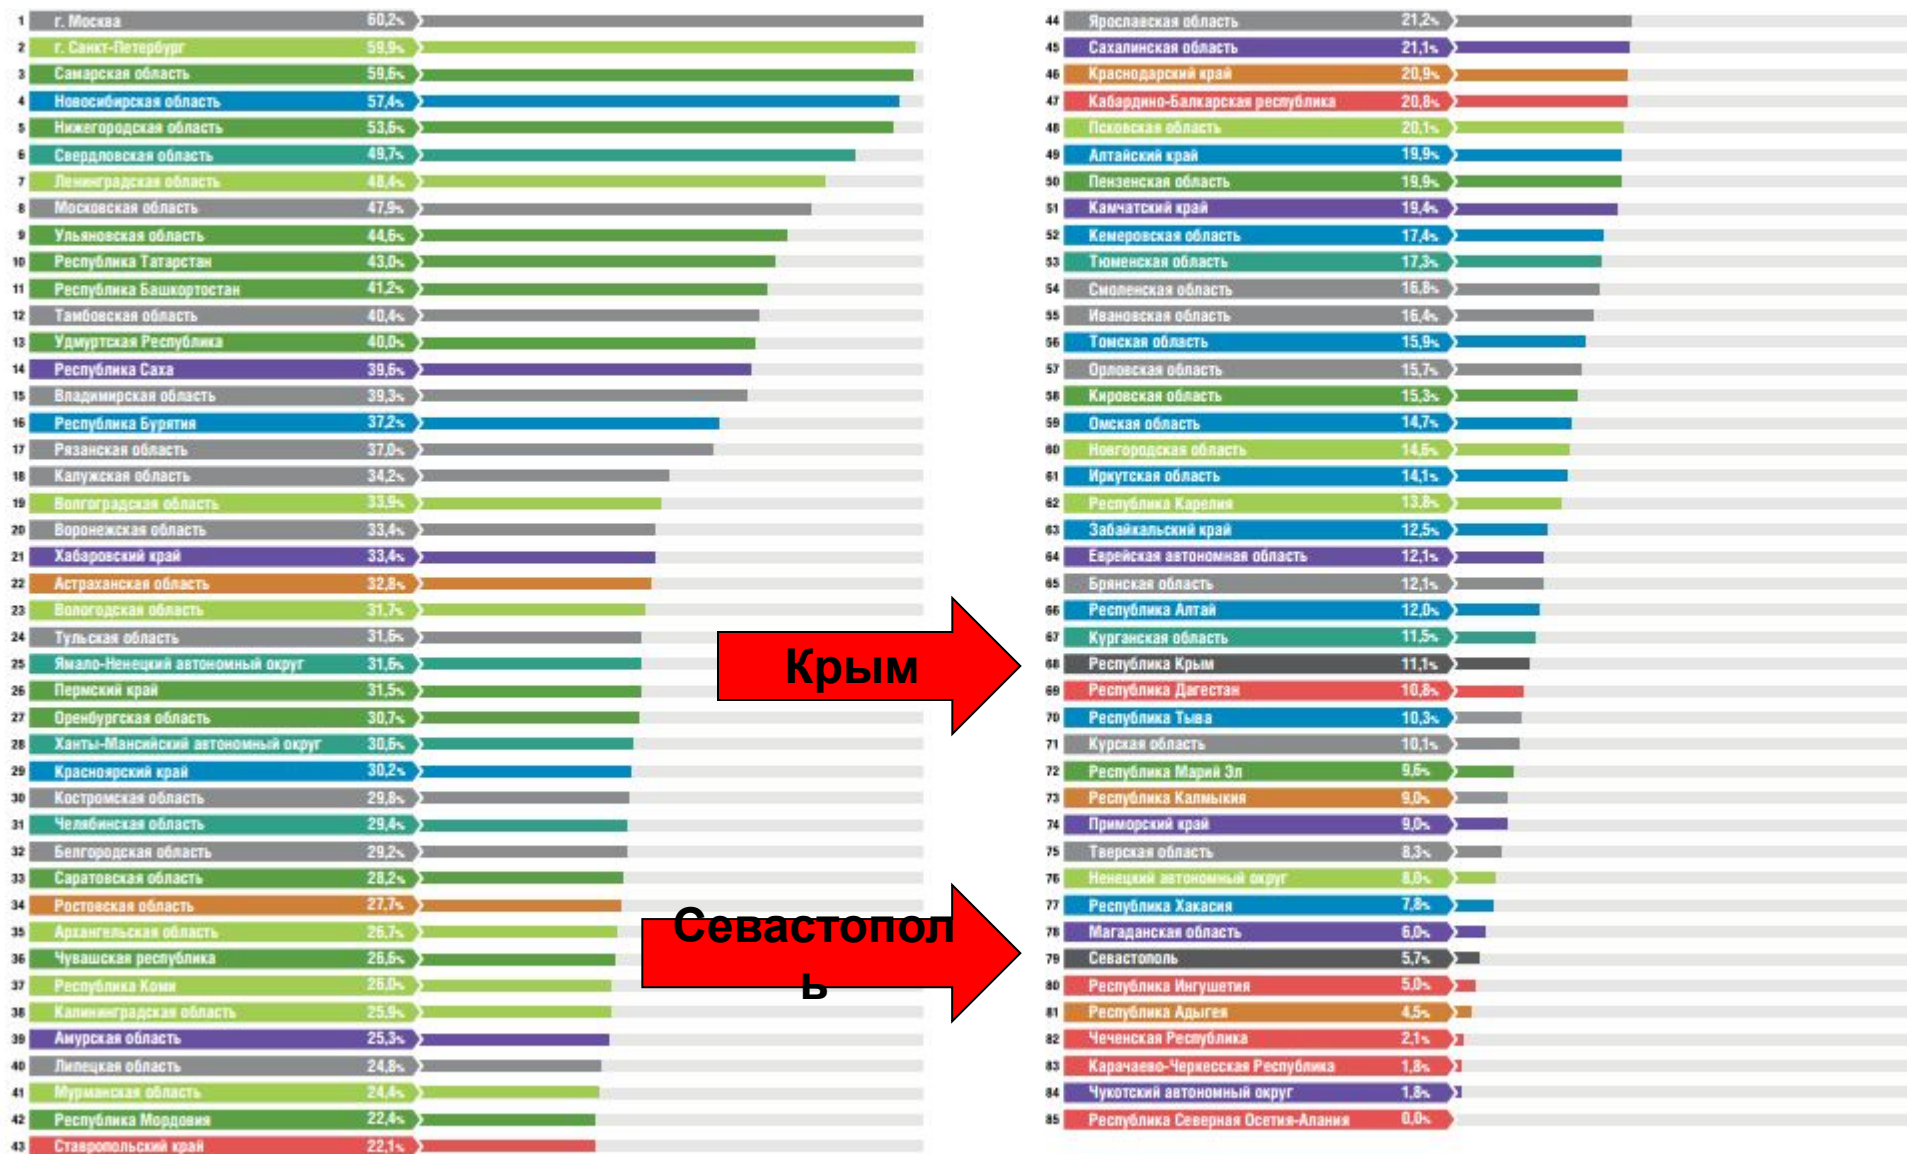 1 г. Москва 60,2%
2 г. Санкт-Петербург 59,9%
3 Самарская область 59,6%
4 Новосибирская область 57,4%
5 Нижегородская область 53,6%
6 Свердловская область 49,7%
7 Ленинградская область 48,4%
8 Московская область 47,9%
9 Ульяновская область 44,6%
10 Республика Татарстан 43,0%
11 Республика Башкортостан 41,2%
12 Тамбовская область 40,4%
13 Удмуртская Республика 40,0%
14 Республика Саха 39,6%
15 Владимирская область 39,3%
16 Республика Бурятия 37,2%
17 Рязанская область 37,0%
18 Калужская область 34,2%
19 Волгоградская область 33,9%
20 Воронежская область 33,4%
21 Хабаровский край 33,4%
22 Астраханская область 32,8%
23 Вологодская область 31,7%
24 Тульская область 31,6%
25 Ямало-Ненецкий автономный округ 31,6%
26 Пермский край 31,5%
27 Оренбургская область 30,7%
28 Ханты-Мансийский автономный округ 30,6%
29 Красноярский край 30,2%
30 Костромская область 29,8%
31 Челябинская область 29,4%
32 Белгородская область 29,2%
33 Саратовская область 28,2%
34 Ростовская область 27,7%
35 Архангельская область 26,7%
36 Чувашская республика 26,6%
37 Республика Коми 26,0%
38 Калининградская область 25,9%
39 Амурская область 25,3%
40 Липецкая область 24,8%
41 Мурманская область 24,4%
42 Республика Мордовия 22,4%
43 Ставропольский край 22,1%
Крым
Севастопол
ь
44 Ярославская область 21,2%
45 Сахалинская область 21,1%
46 Краснодарский край 20,9%
47 Кабардино-Балкарская республика 20,8%
48 Псковская область 20,1%
49 Алтайский край 19,9%
50 Пензенская область 19,9%
51 Камчатский край 19,4%
52 Кемеровская область 17,4%
53 Тюменская область 17,3%
54 Смоленская область 16,8%
55 Ивановская область 16,4%
56 Томская область 15,9%
57 Орловская область 15,7%
58 Кировская область 15,3%
59 Омская область 14,7%
60 Новгородская область 14,6%
61 Иркутская область 14,1%
62 Республика Карелия 13,8%
63 Забайкальский край 12,5%
64 Еврейская автономная область 12,1%
65 Брянская область 12,1%
66 Республика Алтай 12,0%
67 Курганская область 11,5%
68 Республика Крым 11,1%
69 Республика Дагестан 10,8%
70 Республика Тыва 10,3%
71 Курская область 10,1%
72 Республика Марий Эл 9,6%
73 Республика Калмыкия 9,0%
74 Приморский край 9,0%
75 Тверская область 8,3%
76 Ненецкий автономный округ 8,0%
77 Республика Хакасия 7,8%
78 Магаданская область 6,0%
79 Севастополь 5,7%
80 Республика Ингушетия 5,0%
81 Республика Адыгея 4,5%
82 Чеченская Республика 2,1%
83 Карачаево-Черкесская Республика 1,8%
84 Чукотский автономный округ 1,8%
85 Республика Северная Осетия-Алания 0,0%